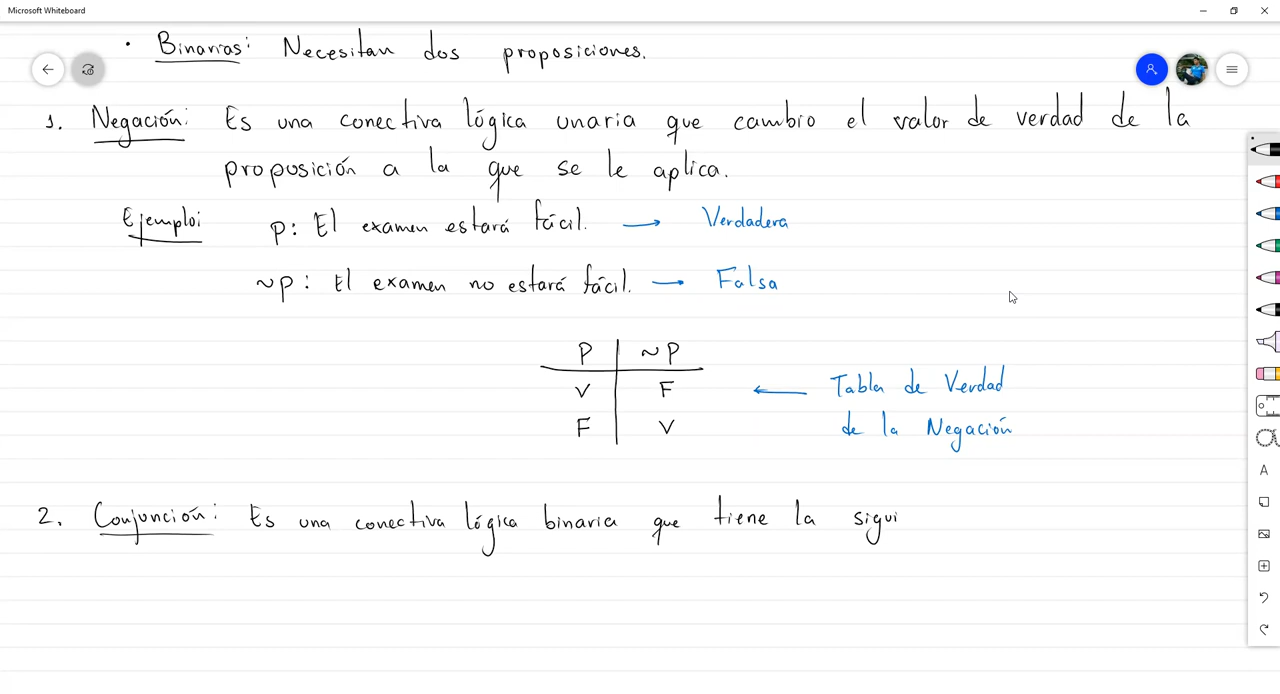 Microsoft Whiteboard
• Binarias: Necesitan dos proposiciones.
1. Negación: Es una conectiva lógica unaria que cambio el valor de verdad de la
proposición a la que se le aplica.
Ejemplo: p: El examen estará fácil. → Verdadera
~p: El examen no estará fácil. → Falsa
P ~P
V F ← Tabla de Verdad
F V de la Negación
2. Conjunción: Es una conectiva lógica binaria que tiene la sigui
A